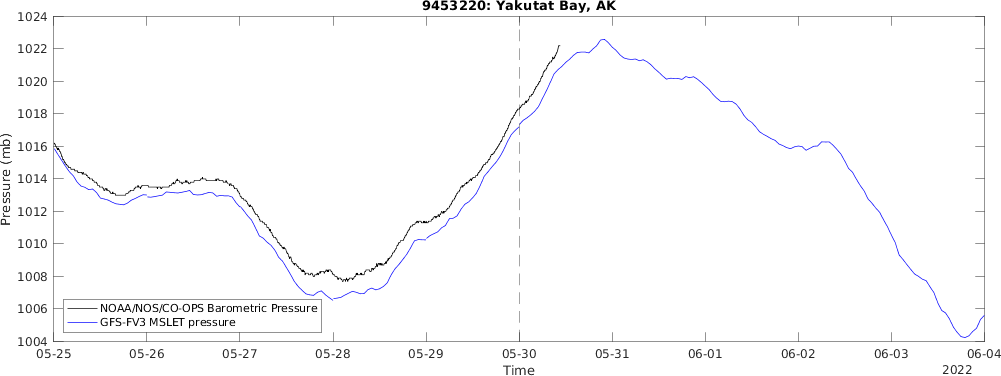 9453220: Yakutat Bay, AK
1024
1022
1020
1018
1016
1014
1012
1010
1008
1006
1004
Pressure (mb)
NOAA/NOS/CO-OPS Barometric Pressure
GFS-FV3 MSLET pressure
05-25 05-26 05-27 05-28 05-29 05-30 05-31 06-01 06-02 06-03 06-04
Time
2022